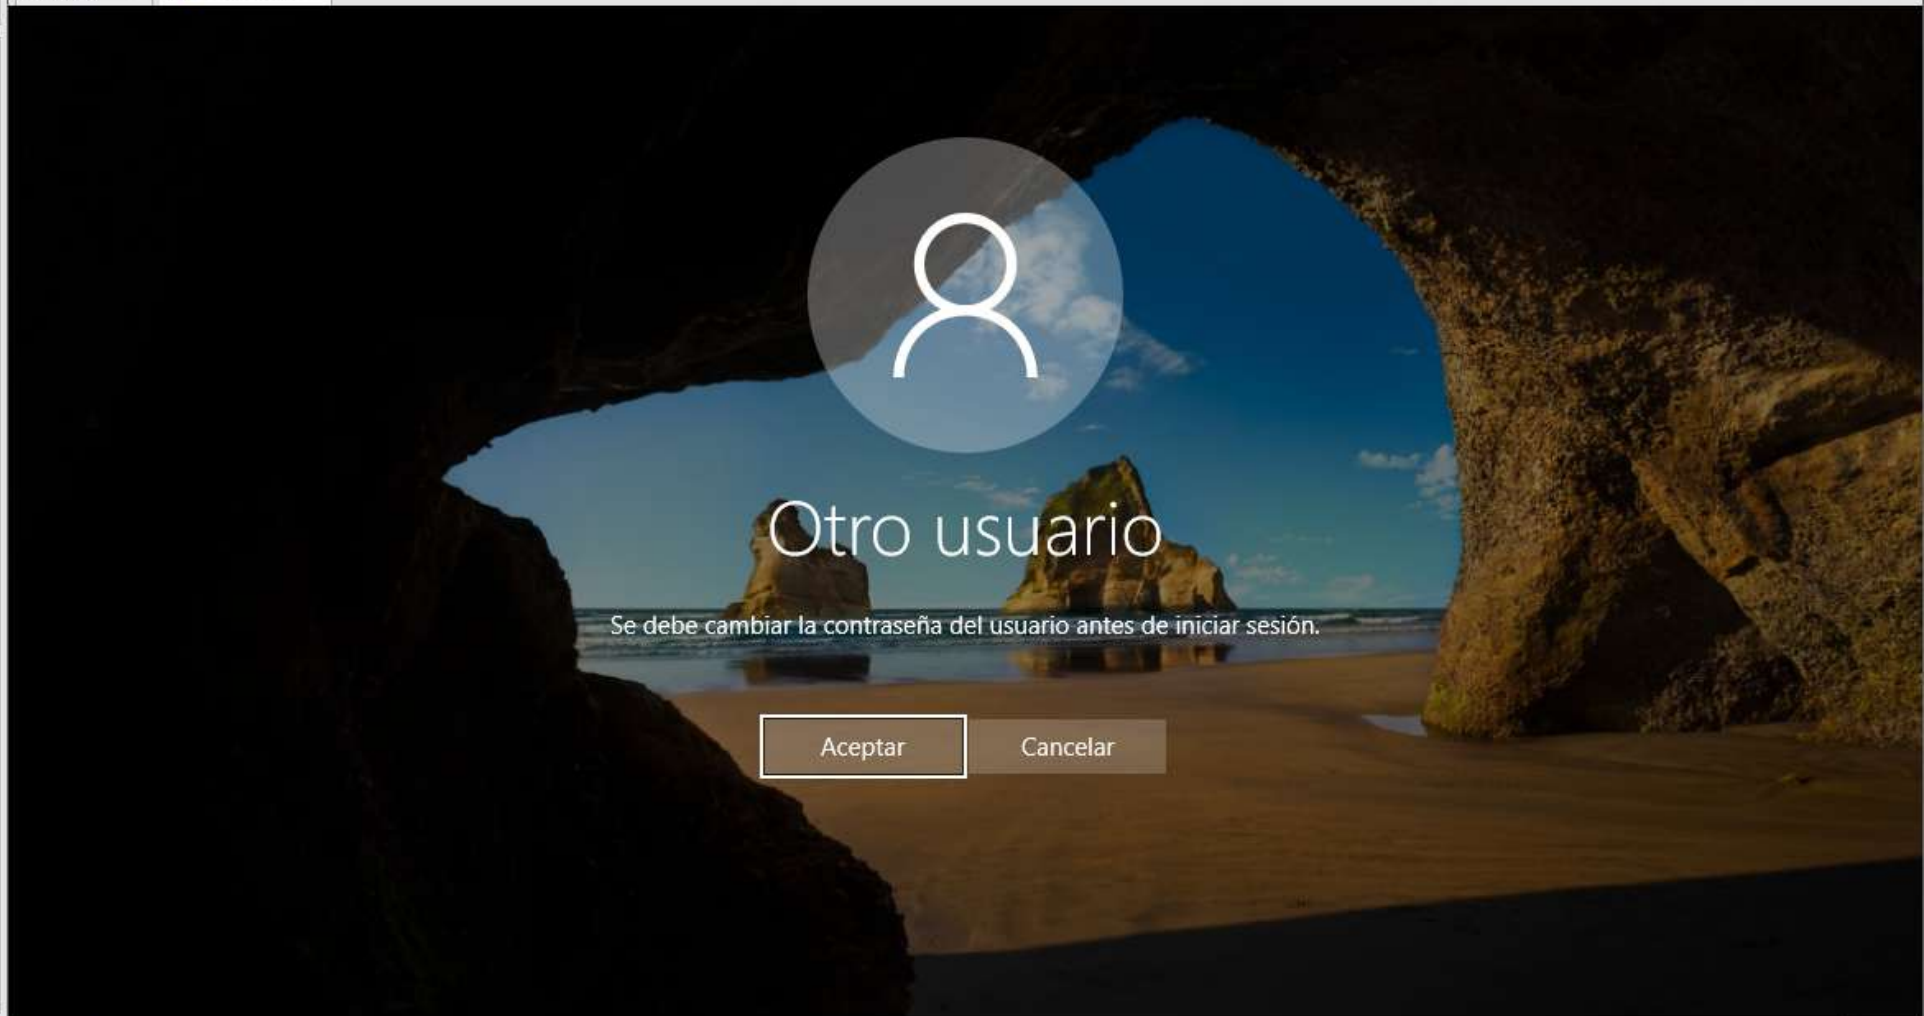 Otro usuario
Se debe cambiar la contraseña del usuario antes de iniciar sesión.
Aceptar
Cancelar